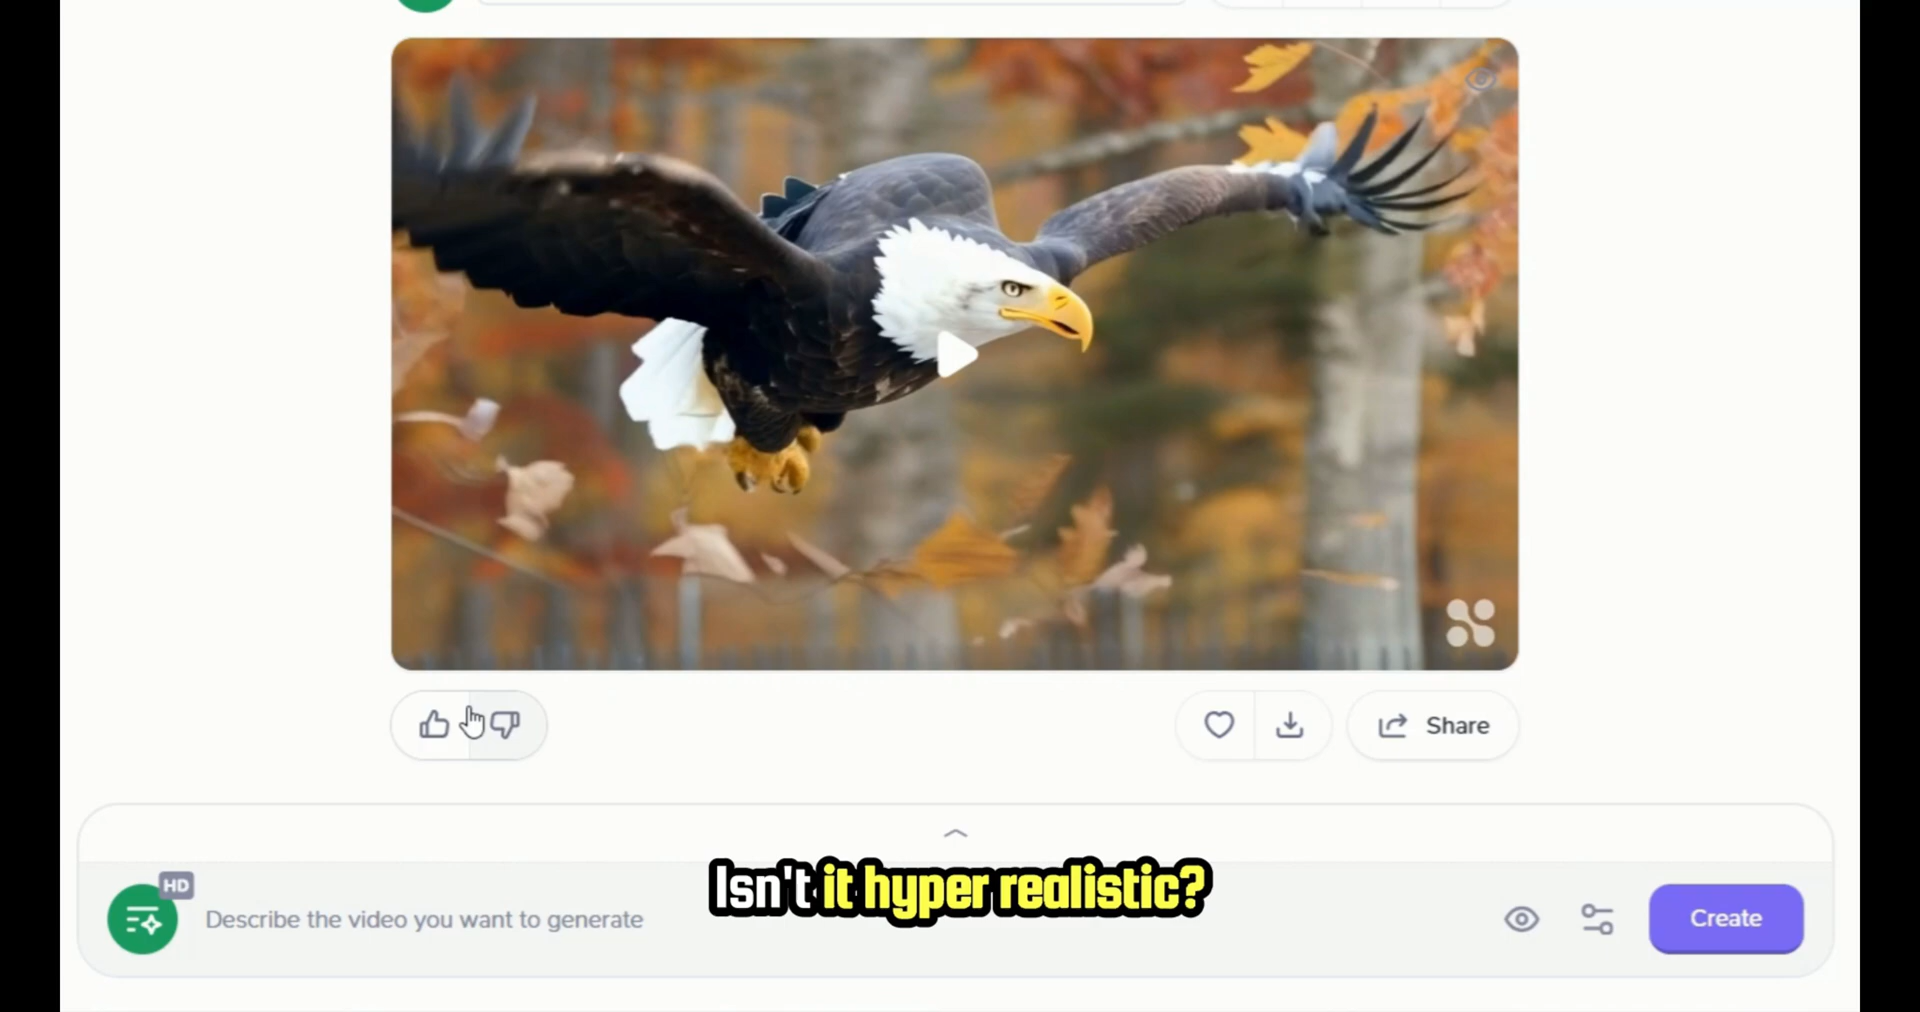 Share
Isn't it hyper realistic?
HD
Describe the video you want to generate
Create